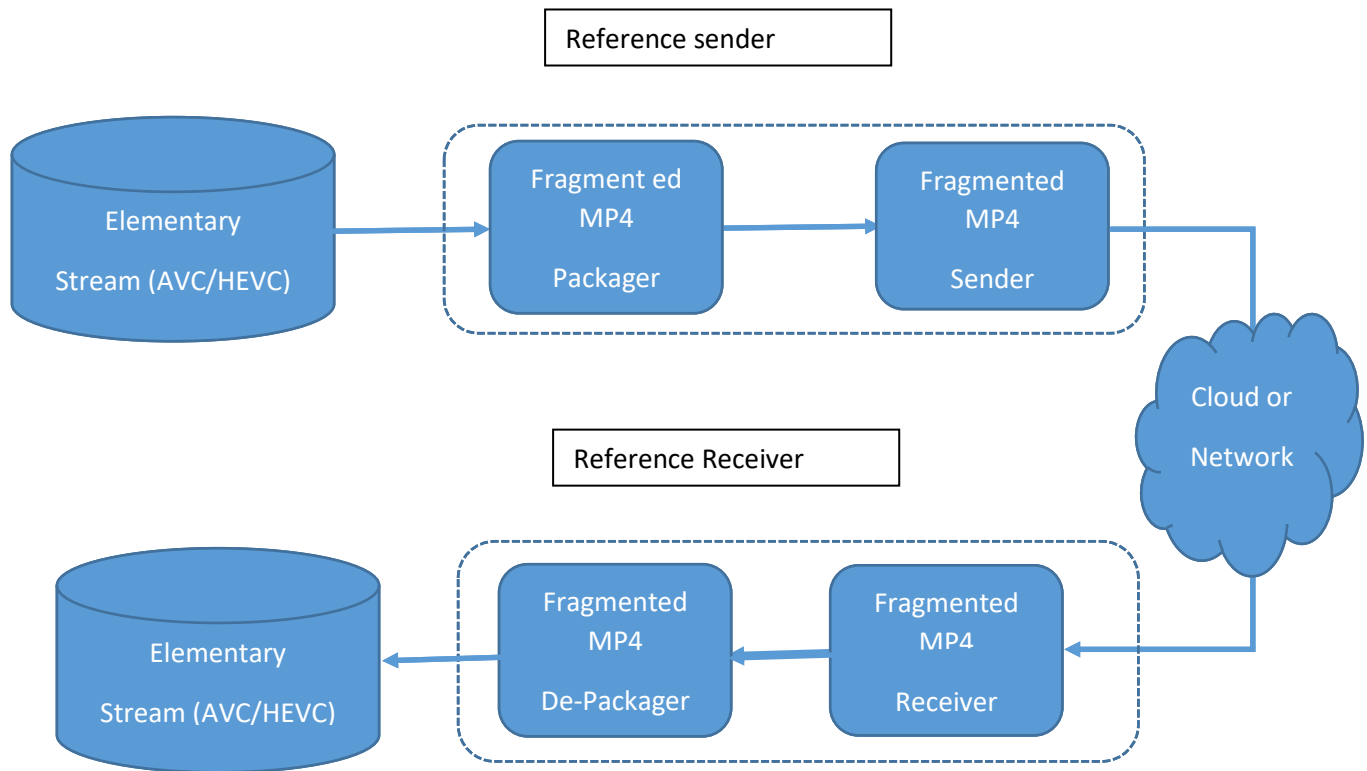 Reference sender
Elementary
Stream (AVC/HEVC)
Fragment ed
MP4
Packager
Fragmented
MP4
Sender
Cloud or
Network
Reference Receiver
Elementary
Stream (AVC/HEVC)
Fragmented
MP4
De-Packager
Fragmented
MP4
Receiver